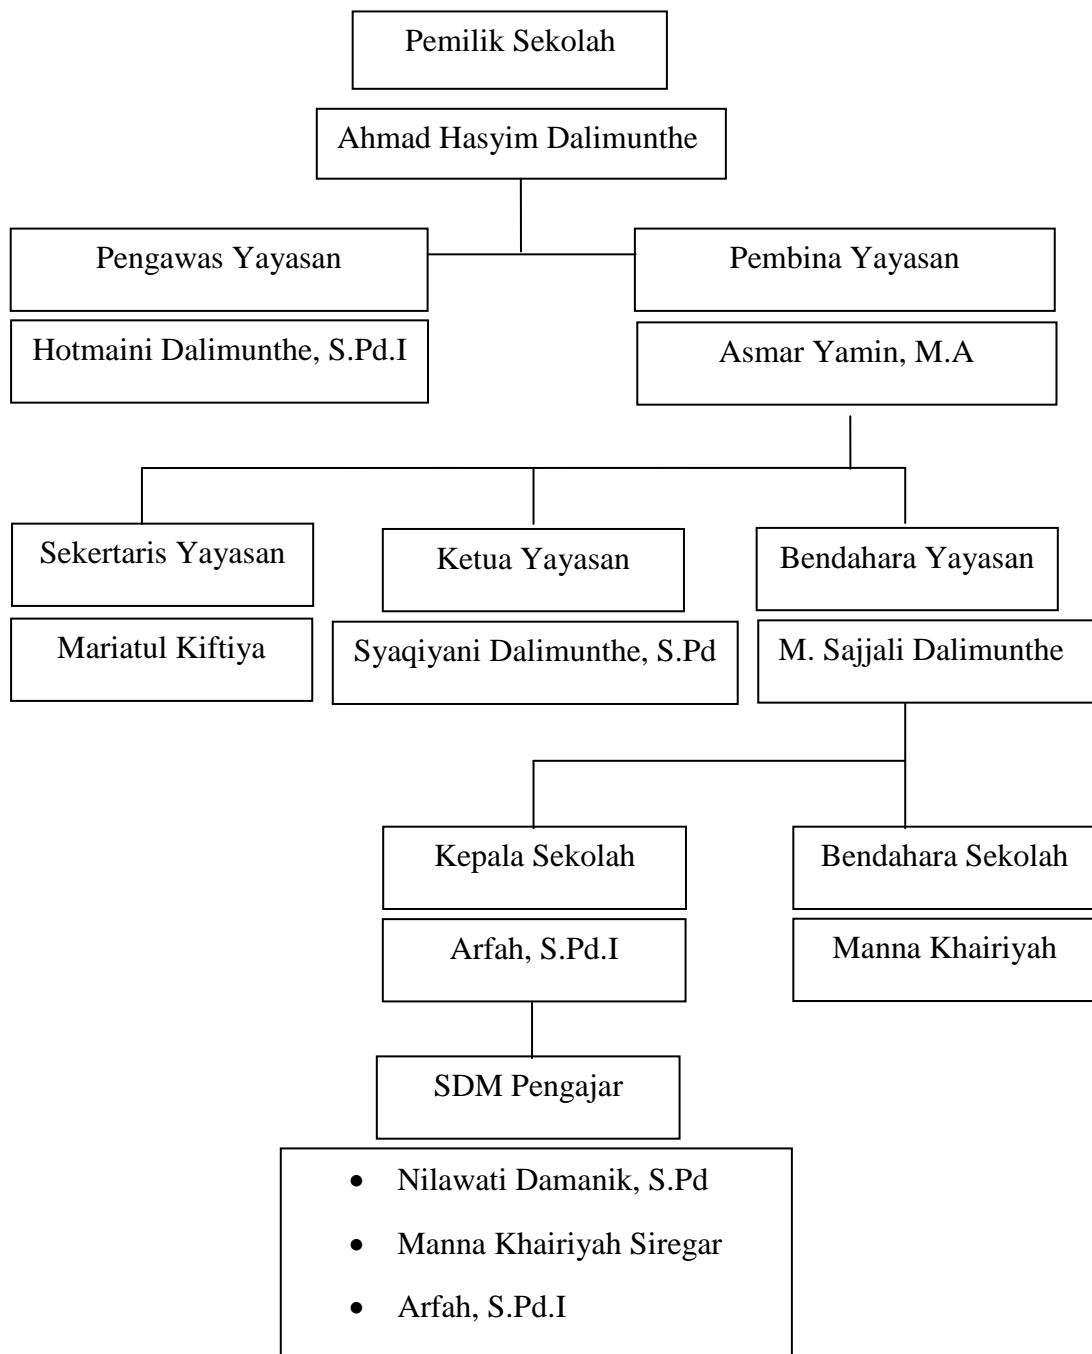 Pemilik Sekolah
Ahmad Hasyim Dalimunthe
Pengawas Yayasan
Hotmaini Dalimunthe, S.Pd.I
Pembina Yayasan
Asmar Yamin, M.A
Sekertaris Yayasan
Mariatul Kiftiya
Ketua Yayasan
Syaqiyani Dalimunthe, S.Pd
Bendahara Yayasan
M. Sajjali Dalimunthe
Kepala Sekolah
Arfah, S.Pd.I
Bendahara Sekolah
Manna Khairiyah
SDM Pengajar
• Nilawati Damanik, S.Pd
• Manna Khairiyah Siregar
• Arfah, S.Pd.I